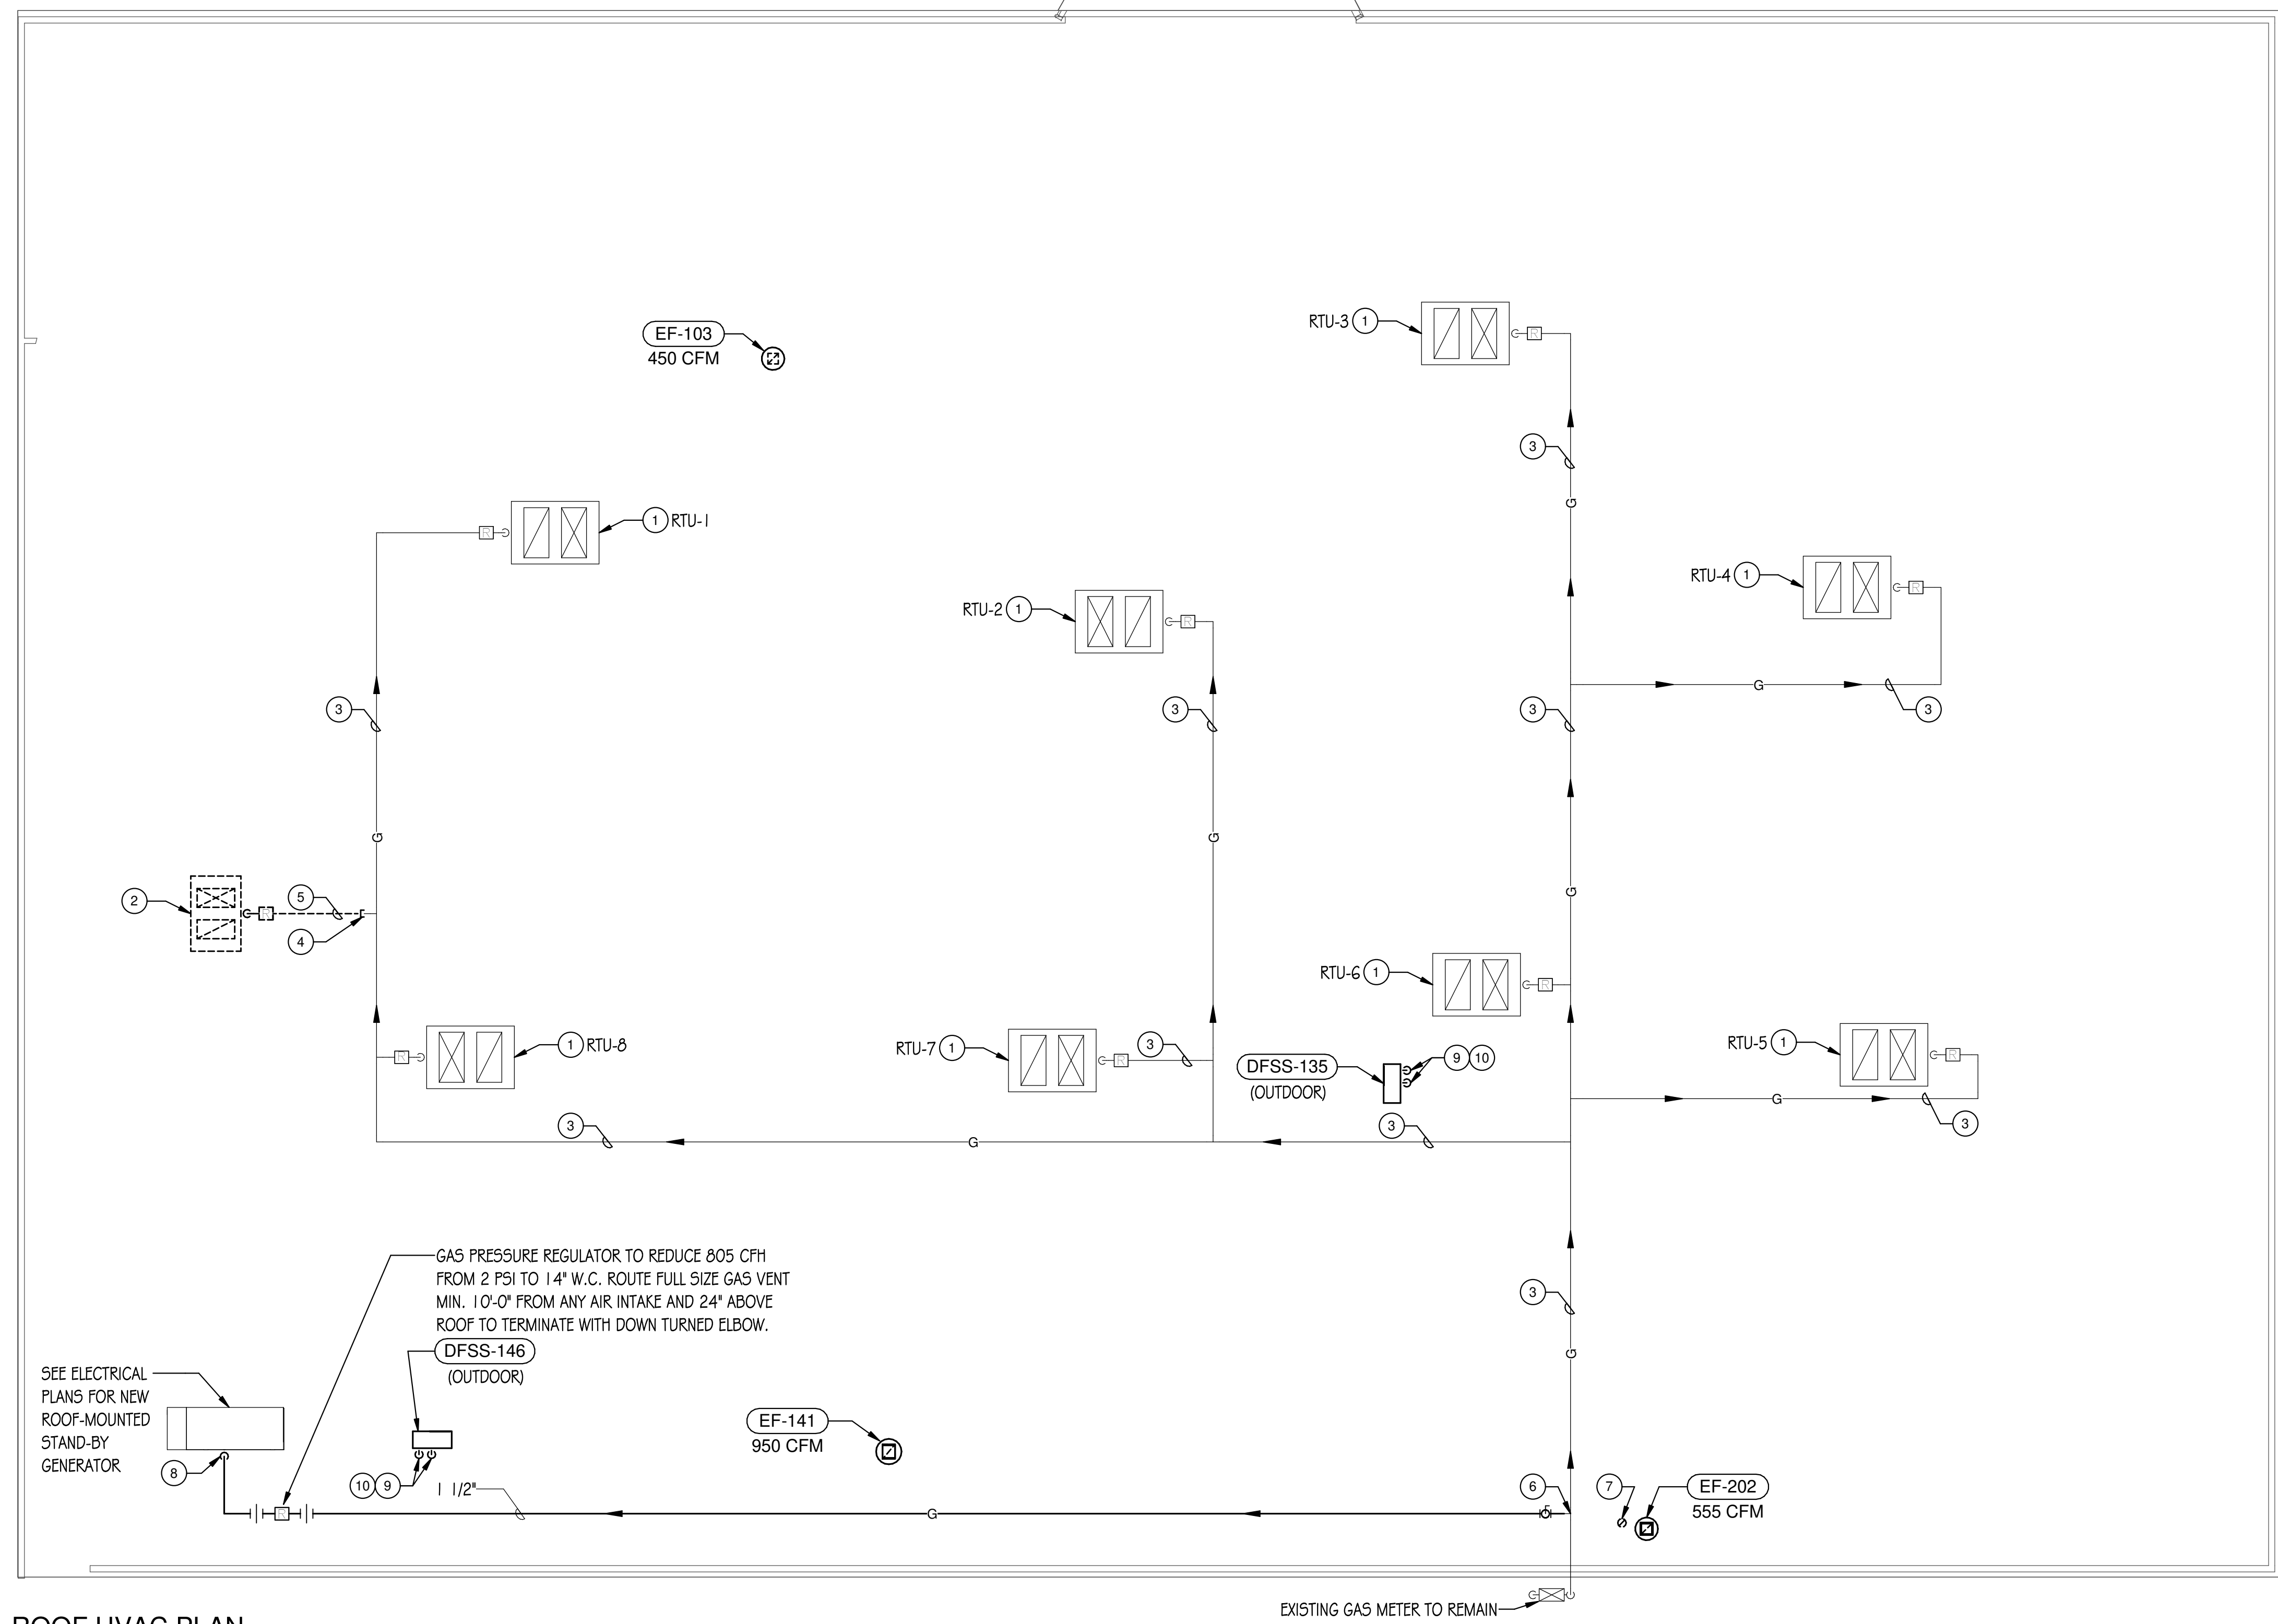 EF-103
450 CFM
RTU-3 1
R
3
G
R
1 RTU-1
RTU-4 1
R
RTU-2 1
R
G
3
3
3
3
G
G
G
2
5
R
4
RTU-6 1
R
R
1 RTU-8
RTU-7 1
R
3
DFSS-135
(OUTDOOR)
9 10
RTU-5 1
R
G
3
3
G
3
GAS PRESSURE REGULATOR TO REDUCE 805 CFH
FROM 2 PSI TO 14" W.C. ROUTE FULL SIZE GAS VENT
MIN. 10'-0" FROM ANY AIR INTAKE AND 24" ABOVE
ROOF TO TERMINATE WITH DOWN TURNED ELBOW.
3
G
DFSS-146
(OUTDOOR)
SEE ELECTRICAL
PLANS FOR NEW
ROOF-MOUNTED
STAND-BY
GENERATOR
8
10 9
1 1/2"
R
EF-141
950 CFM
G
6
7
EF-202
555 CFM
EXISTING GAS METER TO REMAIN
ROOF HVAC PLAN